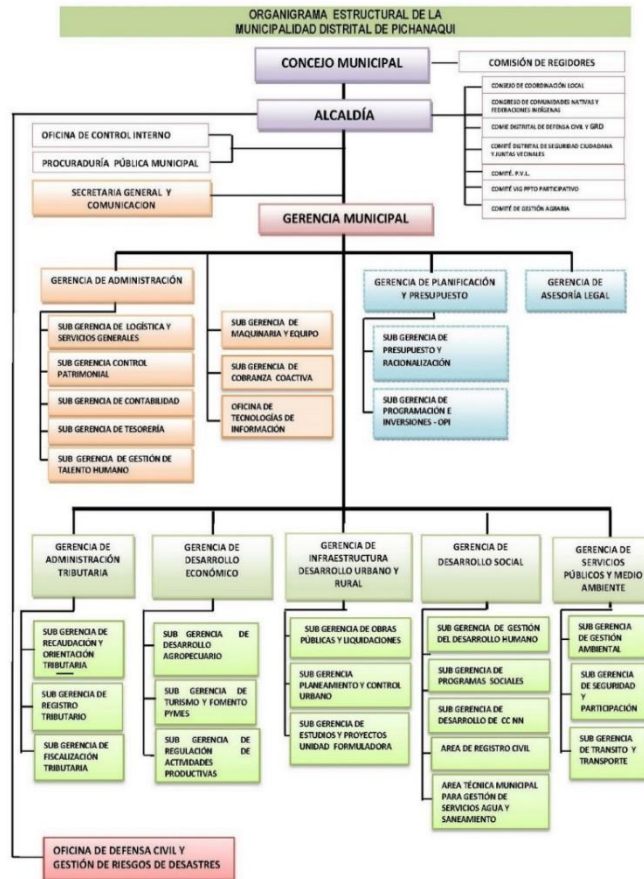 ORGANIGRAMA ESTRUCTURAL DE LA
MUNICIPALIDAD DISTRITAL DE PICHANAQUI
CONCEJO MUNICIPAL
COMISIÓN DE REGIDORES
ALCALDÍA
CONSEJO DE COORDINACIÓN LOCAL
CONGRESO DE COMUNIDADES NATIVAS Y
FEDERACIONES INDÍGENAS
COMIE DISTRITAL DE DEFENSA CIVIL Y GRD
COMITÉ DISTRITAL DE SEGURIDAD CIUDADANA
Y JUNTAS VECINALES
COMITÉ. P.V.L.
COMITÉ VIG PPTO PARTICIPATIVO
COMITÉ DE GESTIÓN AGRARIA
OFICINA DE CONTROL INTERNO
PROCURADURÍA PÚBLICA MUNICIPAL
SECRETARIA GENERAL Y
COMUNICACION
GERENCIA MUNICIPAL
GERENCIA DE ADMINISTRACIÓN
SUB GERENCIA DE LOGÍSTICA Y
SERVICIOS GENERALES
SUB GERENCIA CONTROL
PATRIMONIAL
SUB GERENCIA DE CONTABILIDAD
SUB GERENCIA DE TESORERÍA
SUB GERENCIA DE GESTIÓN DE
TALENTO HUMANO
SUB GERENCIA DE
MAQUINARIA Y EQUIPO
SUB GERENCIA DE
COBRANZA COACTIVA
OFICINA DE
TECNOLOGÍAS DE
INFORMACIÓN
GERENCIA DE PLANIFICACIÓN
Y PRESUPUESTO
SUB GERENCIA DE
PRESUPUESTO Y
RACIONALIZACIÓN
SUB GERENCIA DE
PROGRAMACIÓN E
INVERSIONES - OPI
GERENCIA DE
ASESORÍA LEGAL
GERENCIA DE
ADMINISTRACIÓN
TRIBUTARIA
SUB GERENCIA DE
RECAUDACIÓN Y
ORIENTACIÓN
TRIBUTARIA
SUB GERENCIA DE
REGISTRO
TRIBUTARIO
SUB GERENCIA DE
FISCALIZACIÓN
TRIBUTARIA
GERENCIA DE
DESARROLLO
ECONÓMICO
SUB GERENCIA DE
DESARROLLO
AGROPECUARIO
SUB GERENCIA DE
TURISMO Y FOMENTO
PYMES
SUB GERENCIA DE
REGULACIÓN DE
ACTIVIDADES
PRODUCTIVAS
GERENCIA DE
INFRAESTRUCTURA
DESARROLLO URBANO Y
RURAL
SUB GERENCIA DE OBRAS
PÚBLICAS Y LIQUIDACIONES
SUB GERENCIA
PLANEAMIENTO Y CONTROL
URBANO
SUB GERENCIA DE
ESTUDIOS Y PROYECTOS
UNIDAD FORMULADORA
GERENCIA DE
DESARROLLO SOCIAL
SUB GERENCIA DE GESTIÓN
DEL DESARROLLO HUMANO
SUB GERENCIA DE
PROGRAMAS SOCIALES
SUB GERENCIA DE
DESARROLLO DE CC NN
AREA DE REGISTRO CIVIL
AREA TÉCNICA MUNICIPAL
PARA GESTIÓN DE
SERVICIOS AGUA Y
SANEAMIENTO
GERENCIA DE
SERVICIOS
PÚBLICOS Y MEDIO
AMBIENTE
SUB GERENCIA
DE GESTIÓN
AMBIENTAL
SUB GERENCIA
DE SEGURIDAD
Y
PARTICIPACIÓN
SUB GERENCIA
DE TRANSITO Y
TRANSPORTE
OFICINA DE DEFENSA CIVIL Y
GESTIÓN DE RIESGOS DE DESASTRES